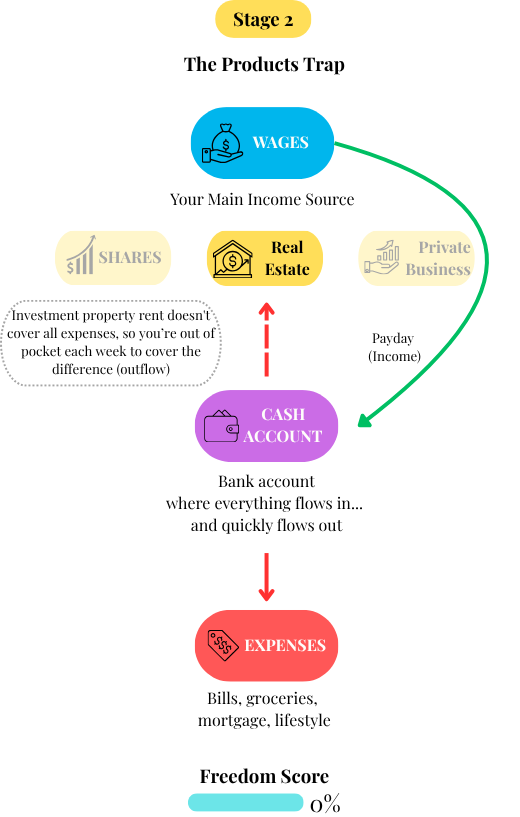 Stage 2
The Products Trap
WAGES
Your Main Income Source
SHARES
Real
Estate
Private
Business
Investment property rent doesn't
cover all expenses, so you're out of
pocket each week to cover the
difference (outflow)
Payday
(Income)
CASH
ACCOUNT
Bank account
where everything flows in...
and quickly flows out
EXPENSES
Bills, groceries,
mortgage, lifestyle
Freedom Score
0%